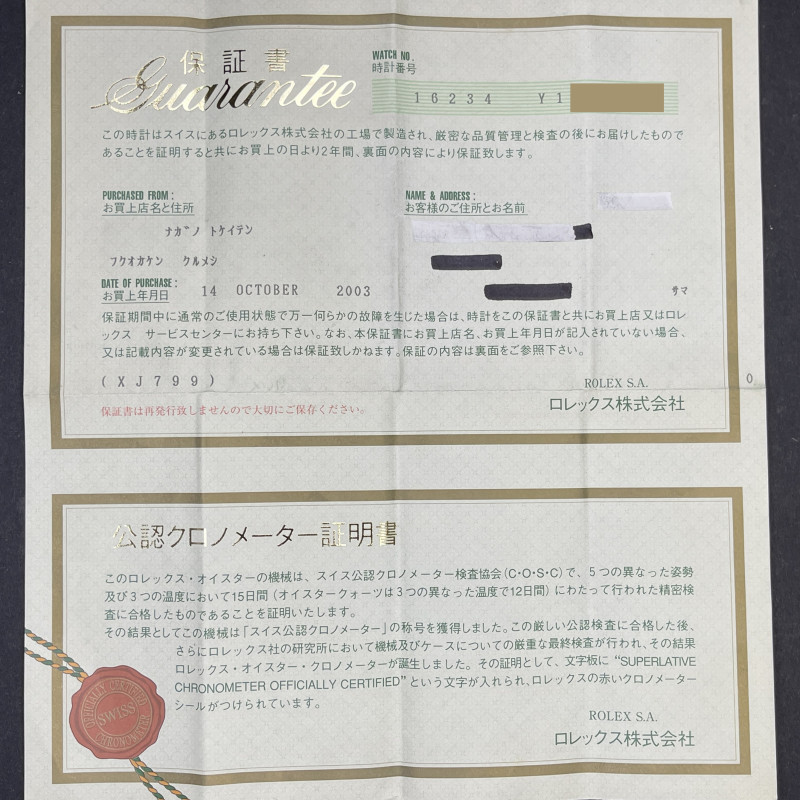 保証書
Guarantee
WATCH NO.
時計番号
16234 Y1
この時計はスイスにあるロレックス株式会社の工場で製造され、厳密な品質管理と検査の後にお届けしたもので
あることを証明すると共にお買上の日より2年間、裏面の内容により保証致します。
PURCHASED FROM :
お買上店名と住所
ナガノ トケイテン
フクオカケン クルメシ
NAME & ADDRESS :
お客様のご住所とお名前
サマ
DATE OF PURCHASE :
お買上年月日
14 OCTOBER 2003
保証期間中に通常のご使用状態で万一何らかの故障を生じた場合は、時計をこの保証書と共にお買上店又はロレ
ックス サービスセンターにお持ち下さい。なお、本保証書にお買上店名、お買上年月日が記入されていない場合、
又は記載内容が変更されている場合は保証致しかねます。保証の内容は裏面をご参照下さい。
(XJ799)
ROLEX S.A.
ロレックス株式会社
0
保証書は再発行致しませんので大切にご保存ください。
公認クロノメーター証明書
このロレックス・オイスターの機械は、スイス公認クロノメーター検査協会(C・O・S・C)で、5つの異なった姿勢
及び3つの温度において15日間(オイスタークォーツは3つの異なった温度で12日間)にわたって行われた精密検
査に合格したものであることを証明いたします。
その結果としてこの機械は「スイス公認クロノメーター」の称号を獲得しました。この厳しい公認検査に合格した後、
さらにロレックス社の研究所において機械及びケースについての厳重な最終検査が行われ、その結果
ロレックス・オイスター・クロノメーターが誕生しました。その証明として、文字板に "SUPERLATIVE
CHRONOMETER OFFICIALLY CERTIFIED" という文字が入れられ、ロレックスの赤いクロノメーター
シールがつけられています。
OFFICIALLY CERTIFIED
SWISS
CHRONOMETER
ROLEX S.A.
ロレックス株式会社